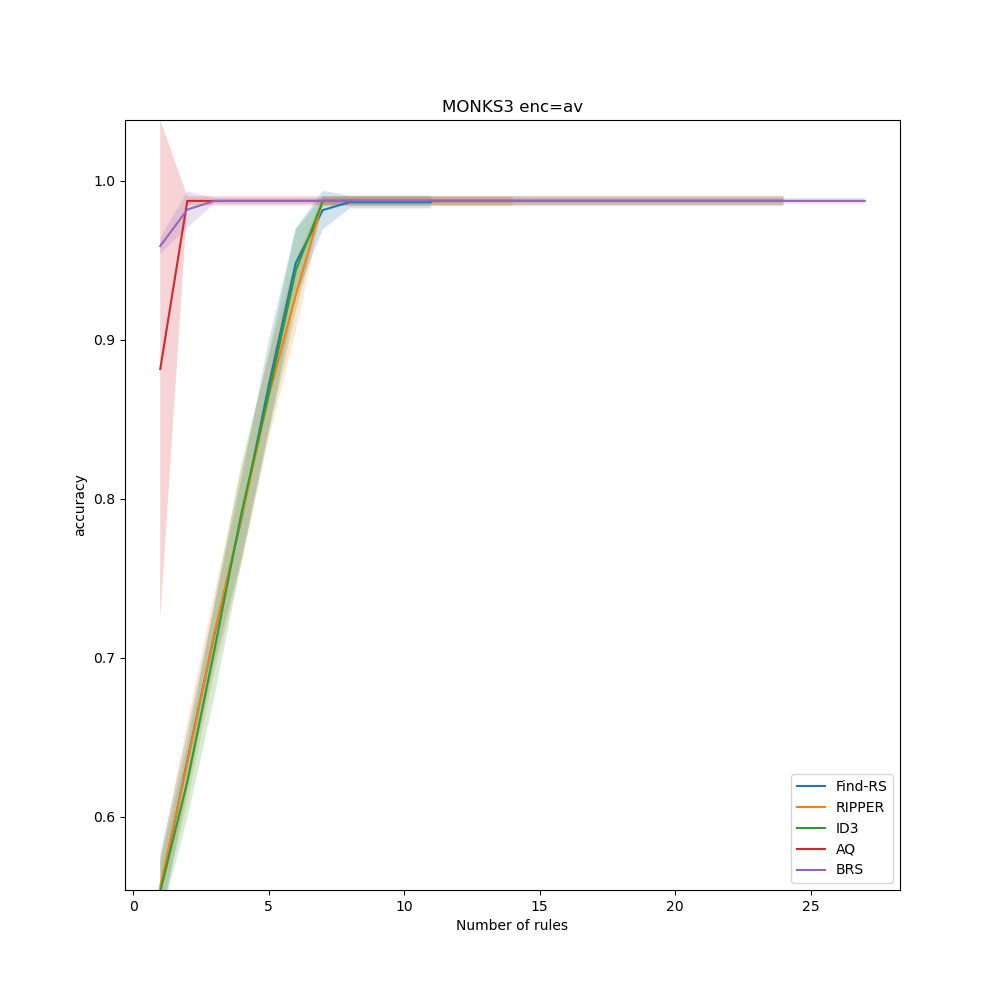 MONKS3 enc=av
accuracy
1.0
0.9
0.8
0.7
0.6
0 5 10 15 20 25
Number of rules
Find-RS
RIPPER
ID3
AQ
BRS